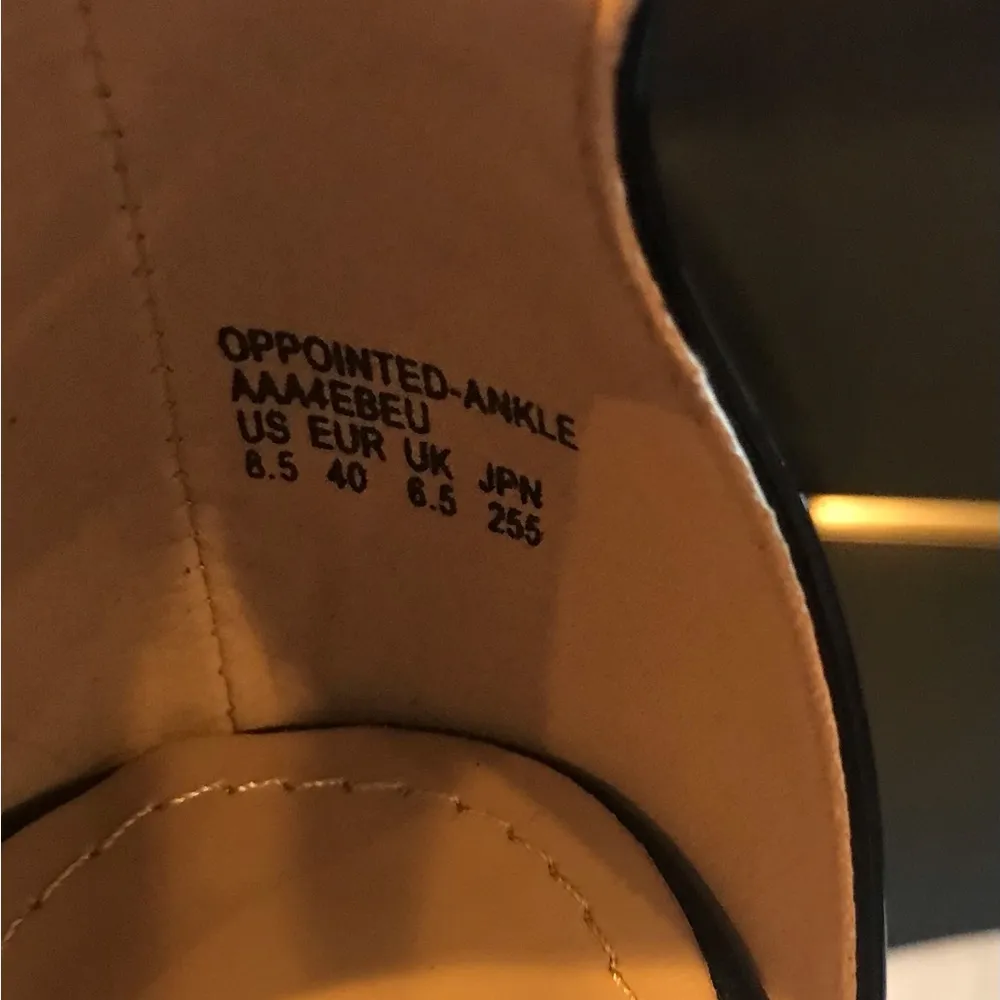 OPPOINTED-ANKLE
AAA4EBEU
US EUR UK JPN
8.5 40 6.5 255